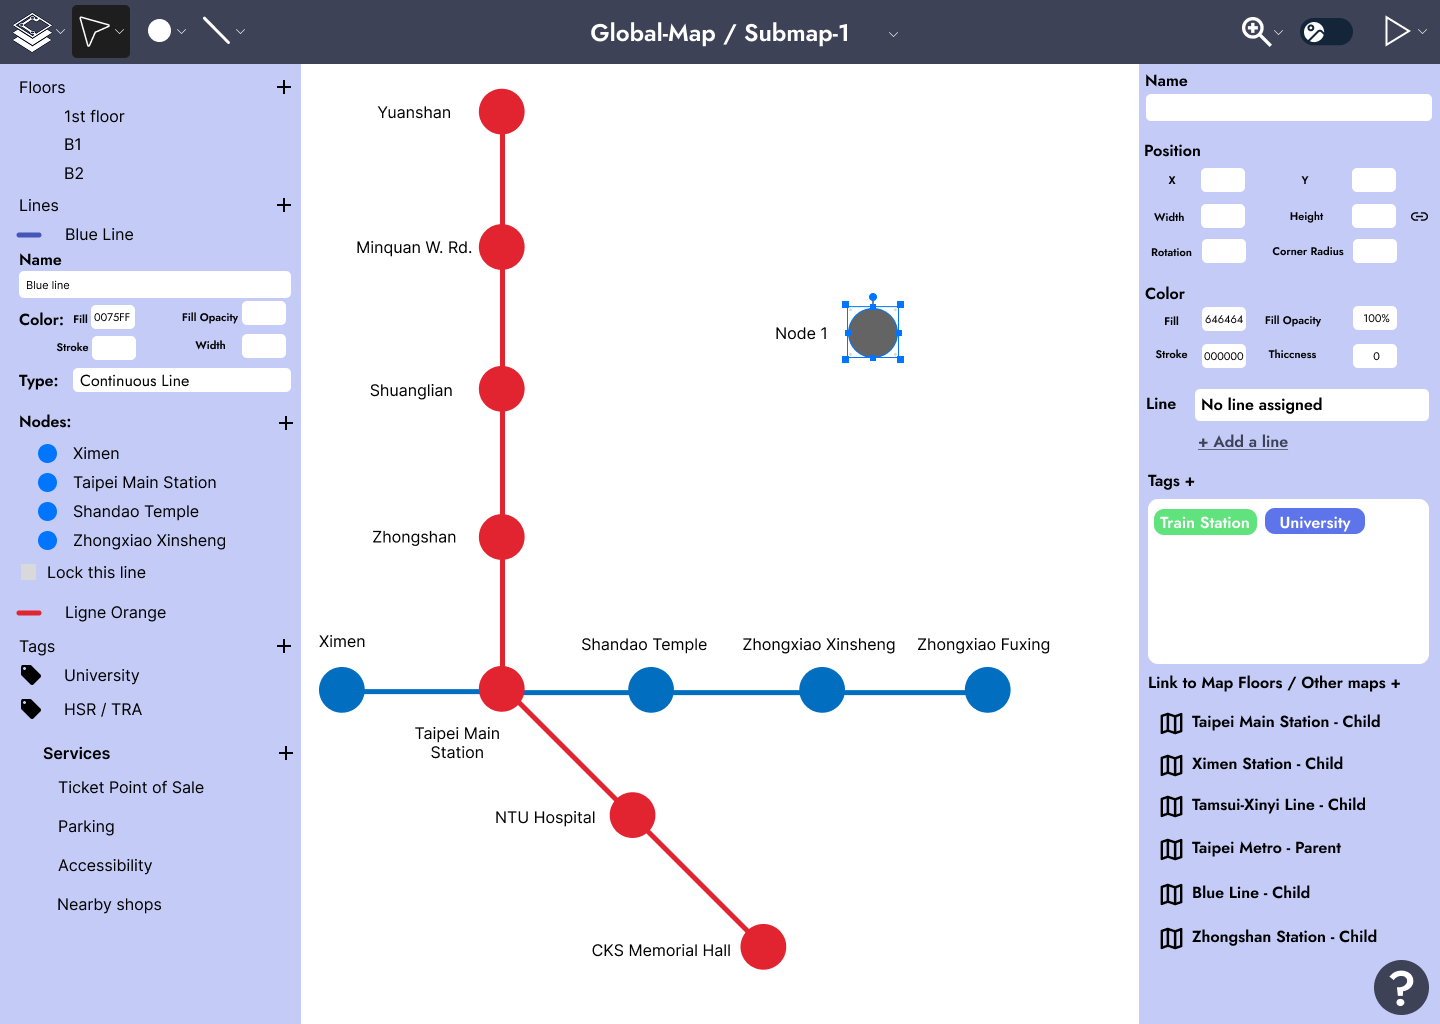 Global-Map / Submap-1
Floors
1st floor
B1
B2
Lines
Blue Line
Name
Blue line
Color: Fill 0075FF Fill Opacity
Stroke Width
Type: Continuous Line
Nodes:
Ximen
Taipei Main Station
Shandao Temple
Zhongxiao Xinsheng
Lock this line
Ligne Orange
Tags
University
HSR / TRA
Services
Ticket Point of Sale
Parking
Accessibility
Nearby shops
Yuanshan
Minquan W. Rd.
Node 1
Shuanglian
Zhongshan
Ximen
Shandao Temple
Zhongxiao Xinsheng
Zhongxiao Fuxing
Taipei Main
Station
NTU Hospital
CKS Memorial Hall
Name
Position
X Y
Width Height
Rotation Corner Radius
Color
Fill 646464 Fill Opacity 100%
Stroke 000000 Thiccness 0
Line No line assigned
+ Add a line
Tags +
Train Station University
Link to Map Floors / Other maps +
Taipei Main Station - Child
Ximen Station - Child
Tamsui-Xinyi Line - Child
Taipei Metro - Parent
Blue Line - Child
Zhongshan Station - Child
?